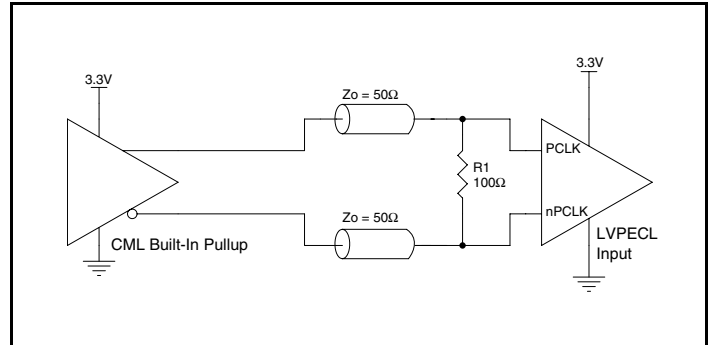 3.3V
3.3V
Zo = 50Ω
PCLK
R1
100Ω
Zo = 50Ω
nPCLK
CML Built-In Pullup
LVPECL
Input